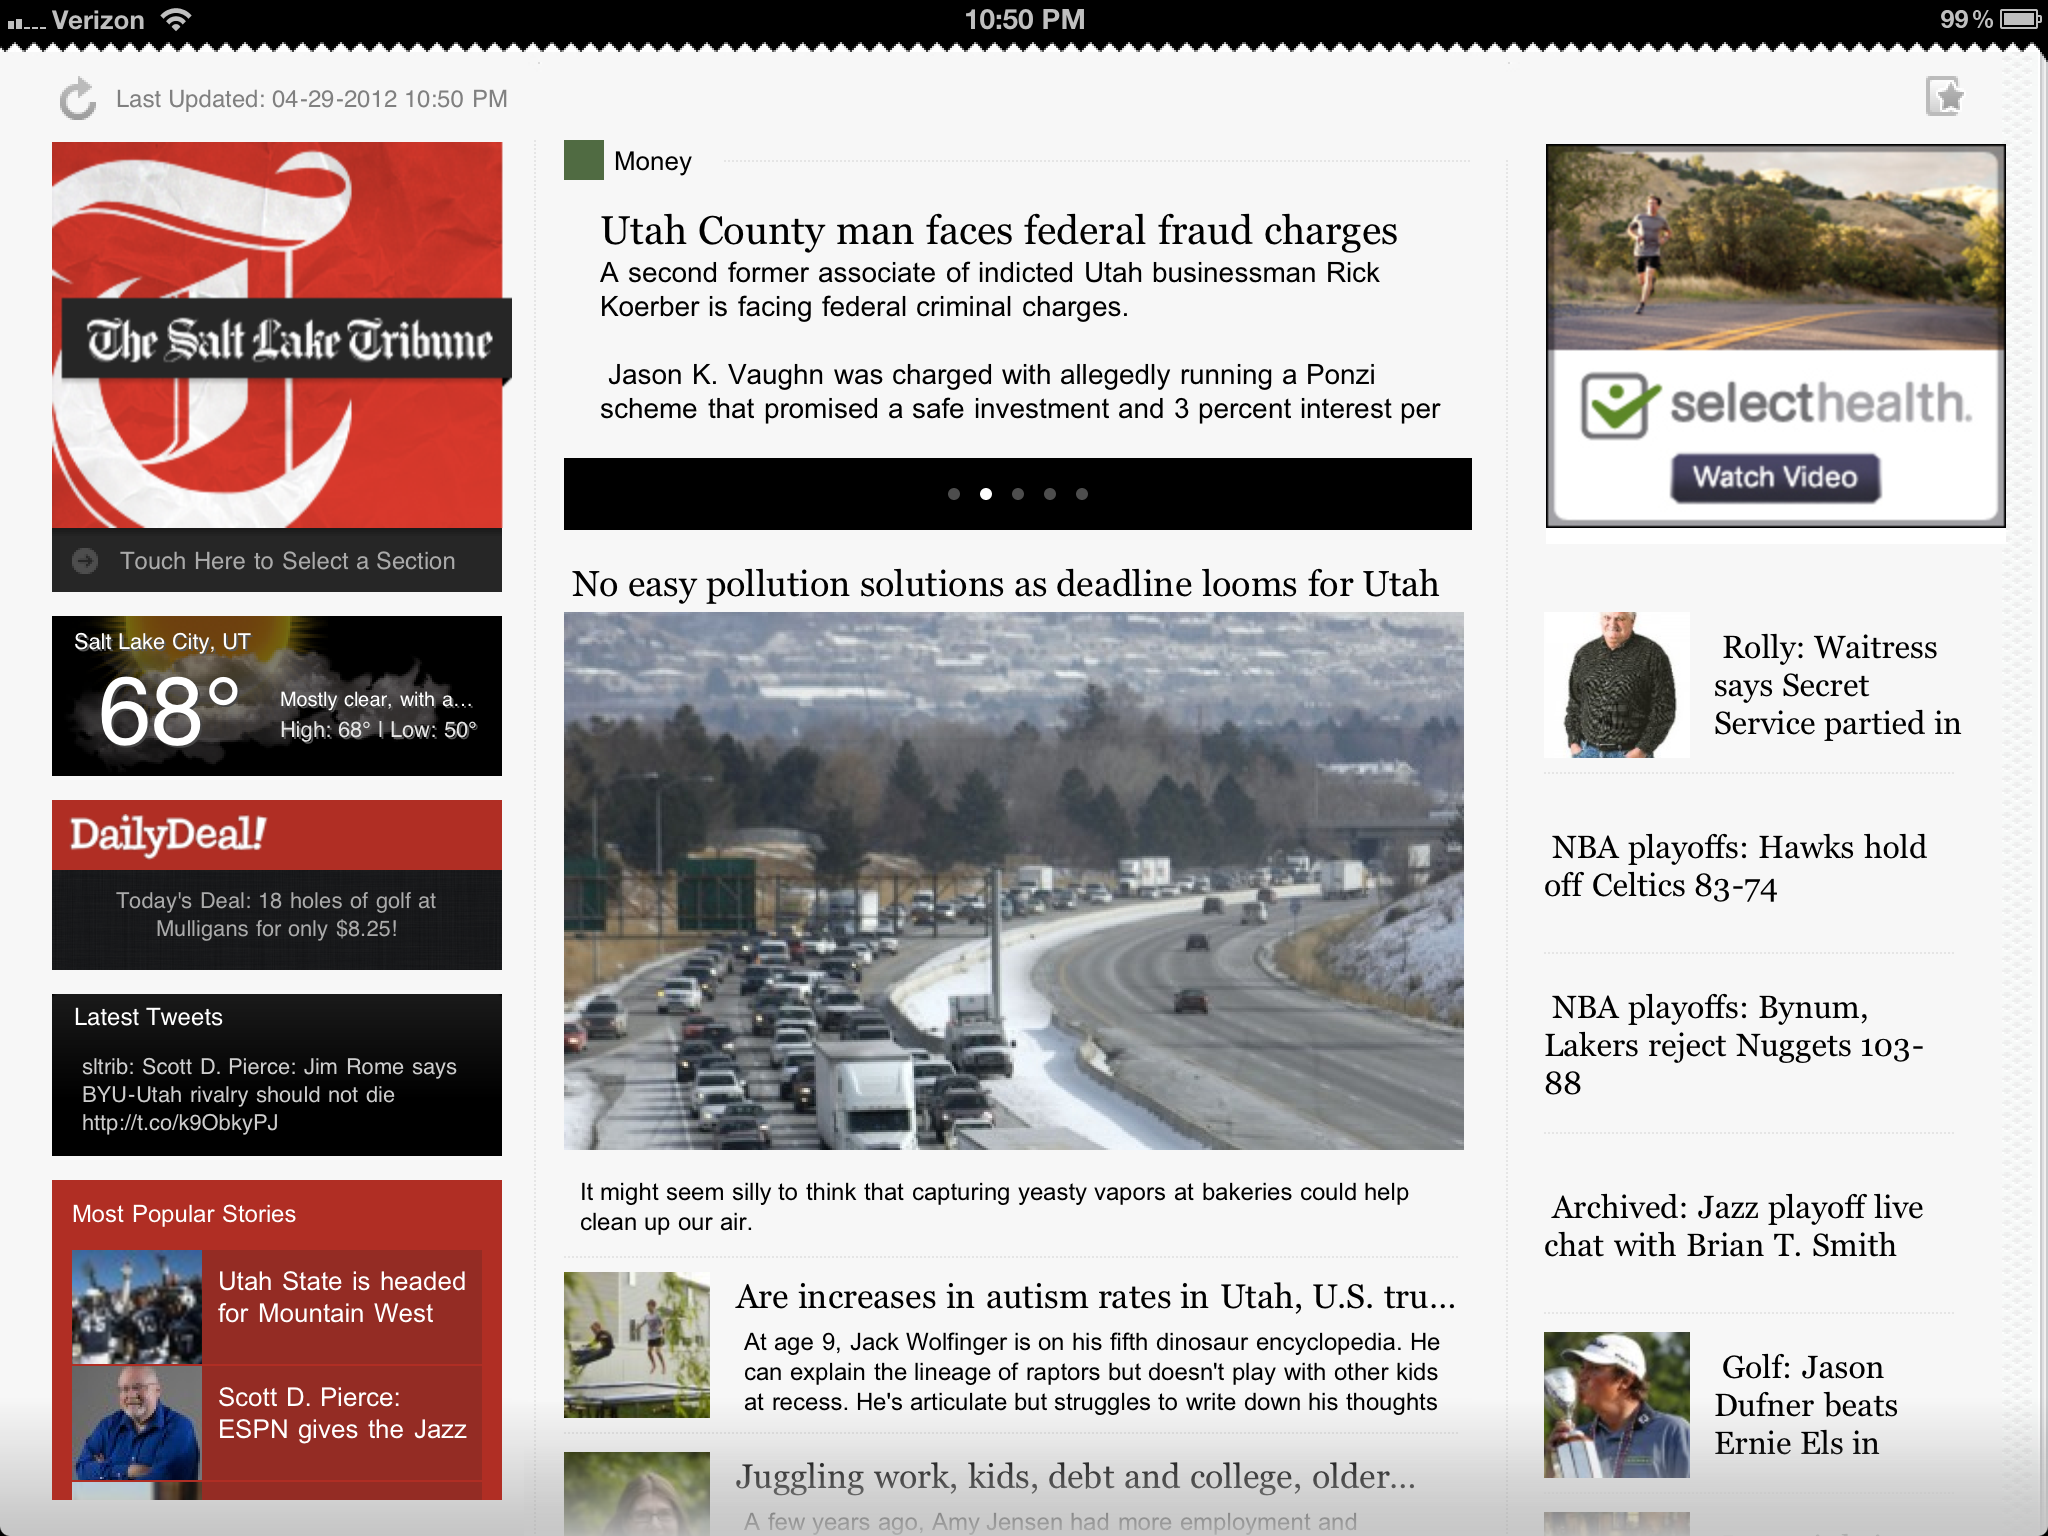 Verizon
10:50 PM
99%
Last Updated: 04-29-2012 10:50 PM
The Salt Lake Tribune
Touch Here to Select a Section
Salt Lake City, UT
68°
Mostly clear, with a...
High: 68° | Low: 50°
DailyDeal!
Today's Deal: 18 holes of golf at
Mulligans for only $8.25!
Latest Tweets
sltrib: Scott D. Pierce: Jim Rome says
BYU-Utah rivalry should not die
http://t.co/k9ObkyPJ
Most Popular Stories
Utah State is headed
for Mountain West
Scott D. Pierce:
ESPN gives the Jazz
Money
Utah County man faces federal fraud charges
A second former associate of indicted Utah businessman Rick
Koerber is facing federal criminal charges.
Jason K. Vaughn was charged with allegedly running a Ponzi
scheme that promised a safe investment and 3 percent interest per
No easy pollution solutions as deadline looms for Utah
It might seem silly to think that capturing yeasty vapors at bakeries could help
clean up our air.
Are increases in autism rates in Utah, U.S. tru...
At age 9, Jack Wolfinger is on his fifth dinosaur encyclopedia. He
can explain the lineage of raptors but doesn't play with other kids
at recess. He's articulate but struggles to write down his thoughts
Juggling work, kids, debt and college, older...
A few years ago, Amy Jensen had more employment and
selecthealth.
Watch Video
Rolly: Waitress
says Secret
Service partied in
NBA playoffs: Hawks hold
off Celtics 83-74
NBA playoffs: Bynum,
Lakers reject Nuggets 103-
88
Archived: Jazz playoff live
chat with Brian T. Smith
Golf: Jason
Dufner beats
Ernie Els in